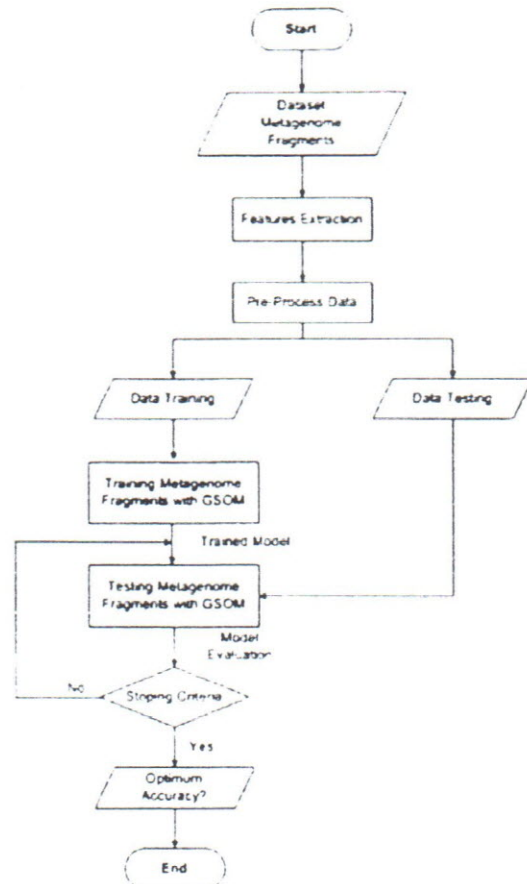 Start
Dataset
Metagenome
Fragments
Features Extraction
Pre-Process Data
Data Training
Data Testing
Training Metagenome
Fragments with GSOM
Trained Model
Testing Metagenome
Fragments with GSOM
Model
Evaluation
No
Stoping Criteria
Yes
Optimum
Accuracy?
End